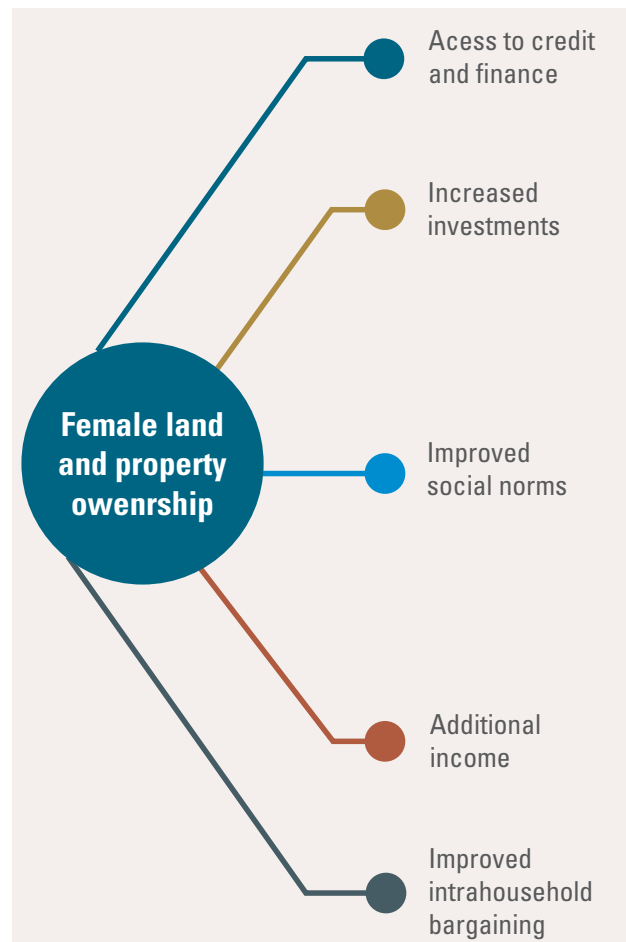 Acess to credit
and finance
Increased
investments
Female land
and property
owenrship
Improved
social norms
Additional
income
Improved
intrahousehold
bargaining